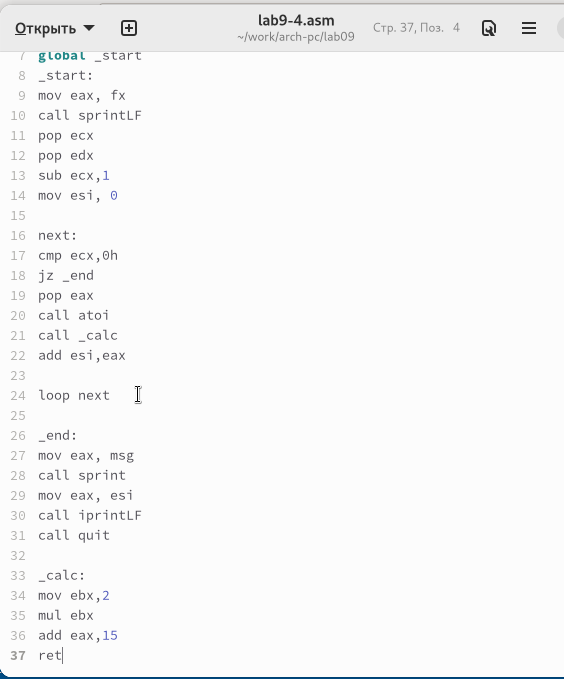 Открыть
lab9-4.asm
~/work/arch-pc/lab09
Стр. 37, Поз. 4
7 global _start
8 _start:
9 mov eax, fx
10 call sprintLF
11 pop ecx
12 pop edx
13 sub ecx,1
14 mov esi, 0
15
16 next:
17 cmp ecx,0h
18 jz _end
19 pop eax
20 call atoi
21 call _calc
22 add esi,eax
23
24 loop next
25
26 _end:
27 mov eax, msg
28 call sprint
29 mov eax, esi
30 call iprintLF
31 call quit
32
33 _calc:
34 mov ebx,2
35 mul ebx
36 add eax,15
37 ret